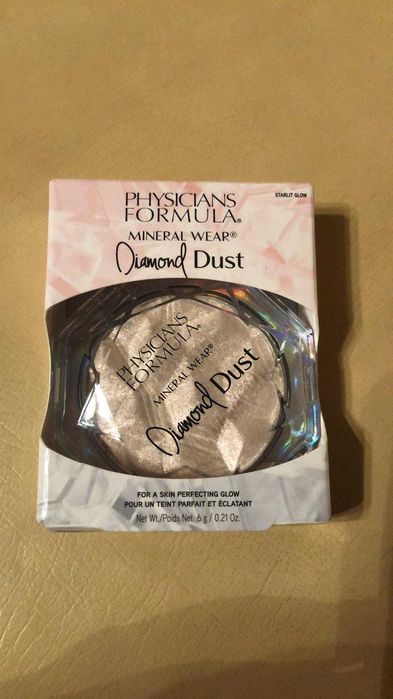 PHYSICIANS
FORMULA®
STARLIT GLOW
MINERAL WEAR®
Diamond Dust
PHYSICIANS
FORMULA®
MINERAL WEAR®
Diamond Dust
FOR A SKIN PERFECTING GLOW
POUR UN TEINT PARFAIT ET ÉCLATANT
Net Wt./Poids Net 6 g / 0.21 Oz.